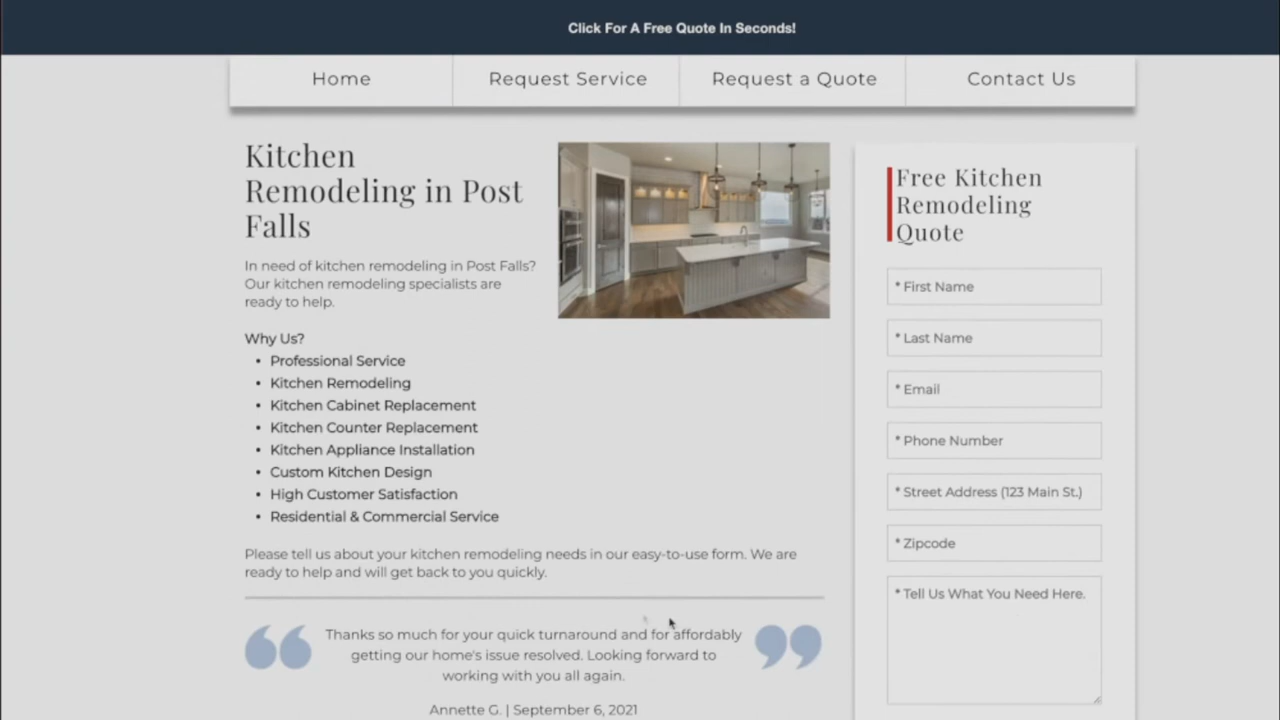 Click For A Free Quote In Seconds!
Home
Request Service
Request a Quote
Contact Us
Kitchen
Remodeling in Post
Falls
In need of kitchen remodeling in Post Falls?
Our kitchen remodeling specialists are
ready to help.
Why Us?
• Professional Service
• Kitchen Remodeling
• Kitchen Cabinet Replacement
• Kitchen Counter Replacement
• Kitchen Appliance Installation
• Custom Kitchen Design
• High Customer Satisfaction
• Residential & Commercial Service
Please tell us about your kitchen remodeling needs in our easy-to-use form. We are
ready to help and will get back to you quickly.
“ Thanks so much for your quick turnaround and for affordably ”
getting our home's issue resolved. Looking forward to
working with you all again.
Annette G. | September 6, 2021
Free Kitchen
Remodeling
Quote
* First Name
* Last Name
* Email
* Phone Number
* Street Address (123 Main St.)
* Zipcode
* Tell Us What You Need Here.